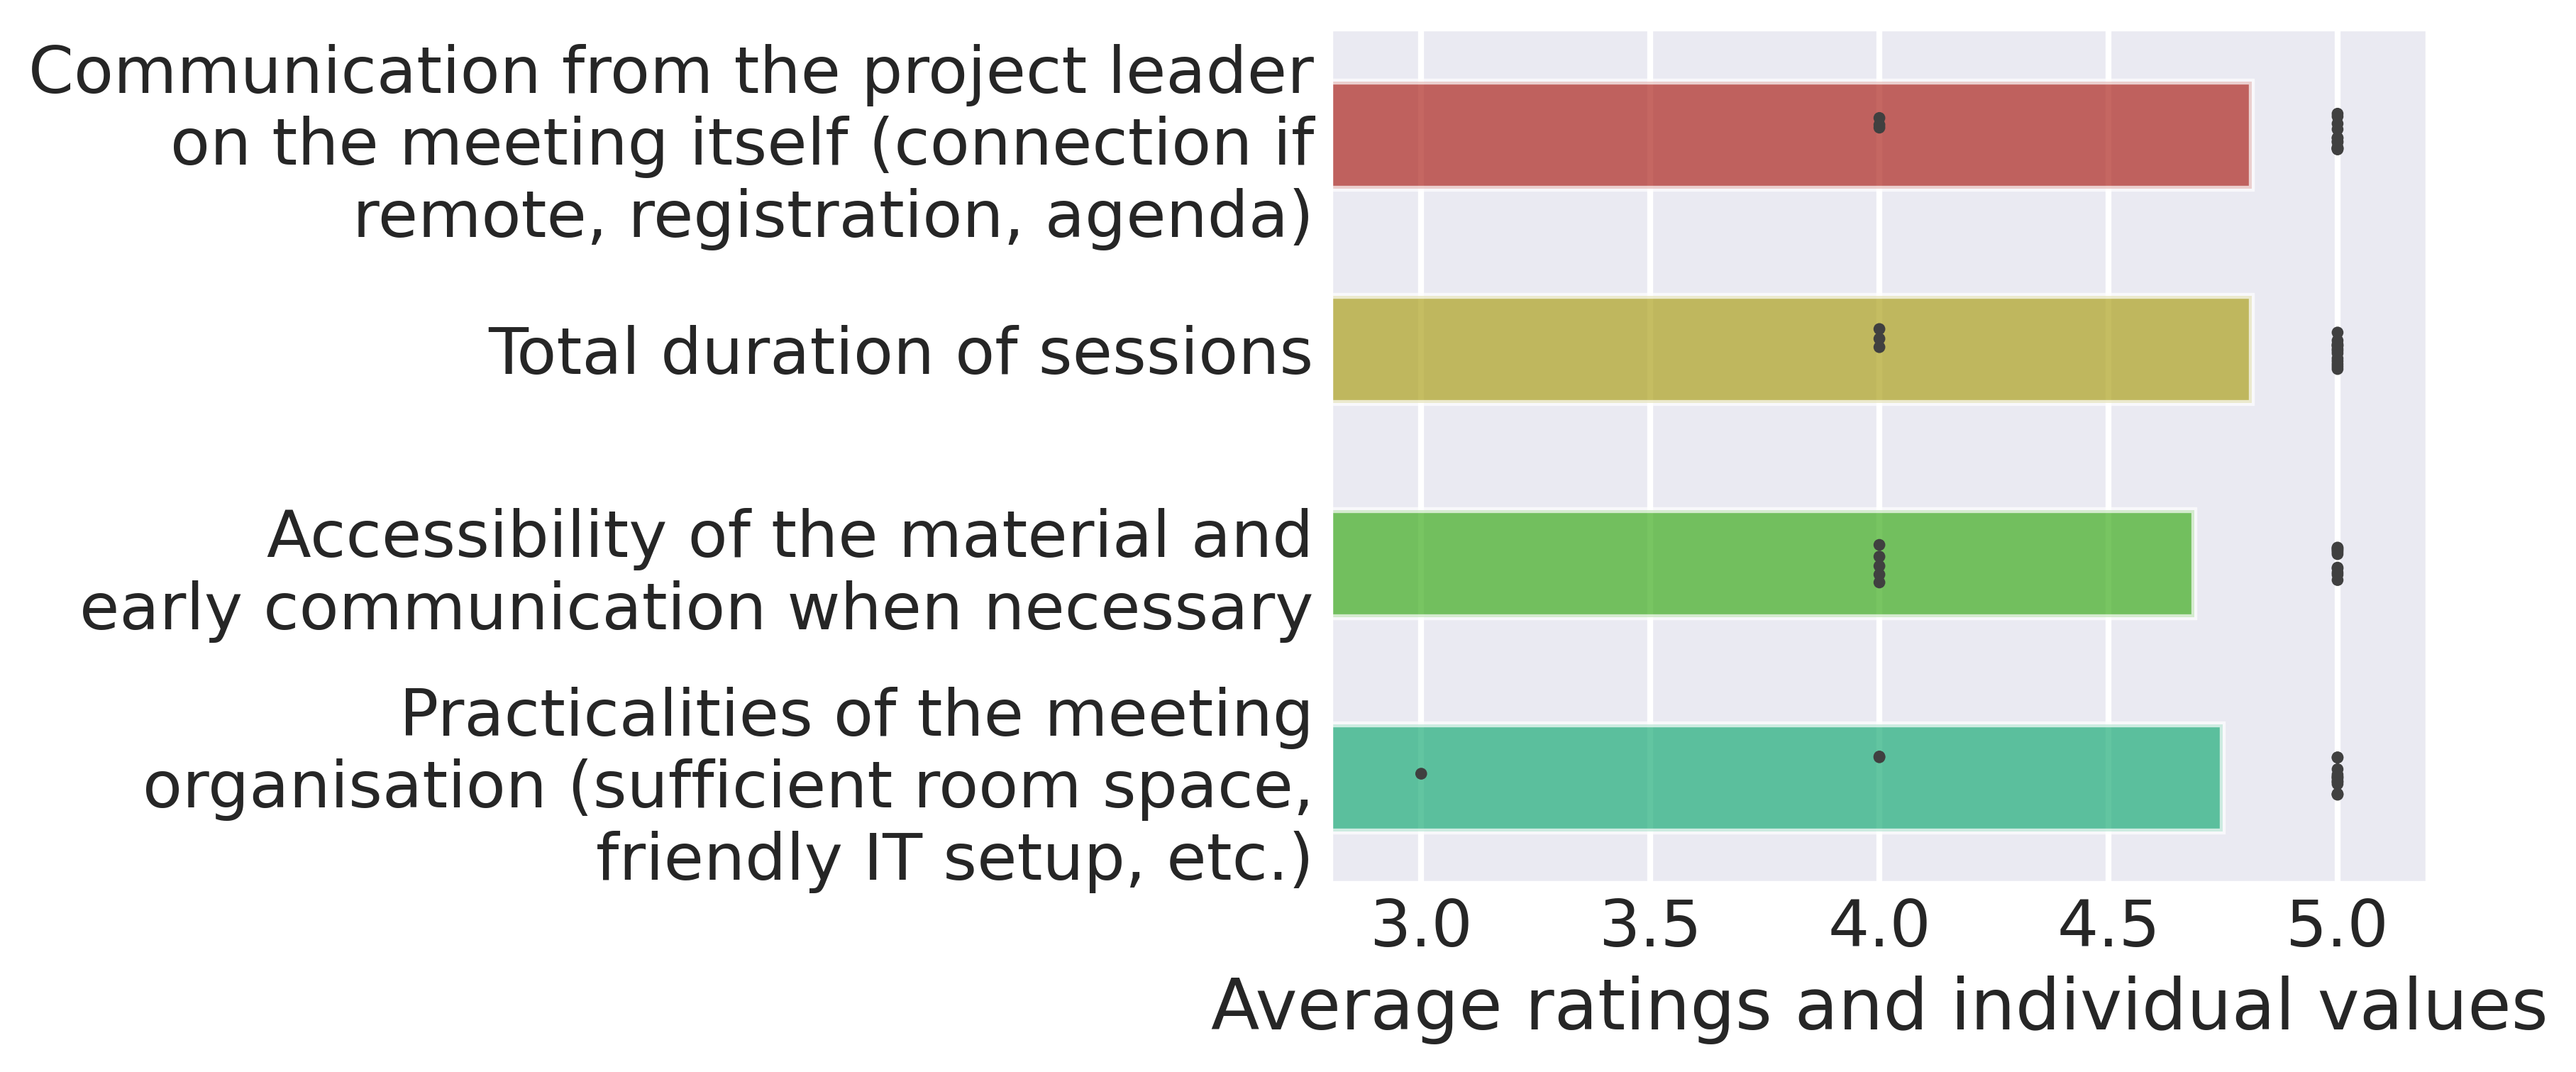 Communication from the project leader
on the meeting itself (connection if
remote, registration, agenda)
Total duration of sessions
Accessibility of the material and
early communication when necessary
Practicalities of the meeting
organisation (sufficient room space,
friendly IT setup, etc.)
3.0 3.5 4.0 4.5 5.0
Average ratings and individual values